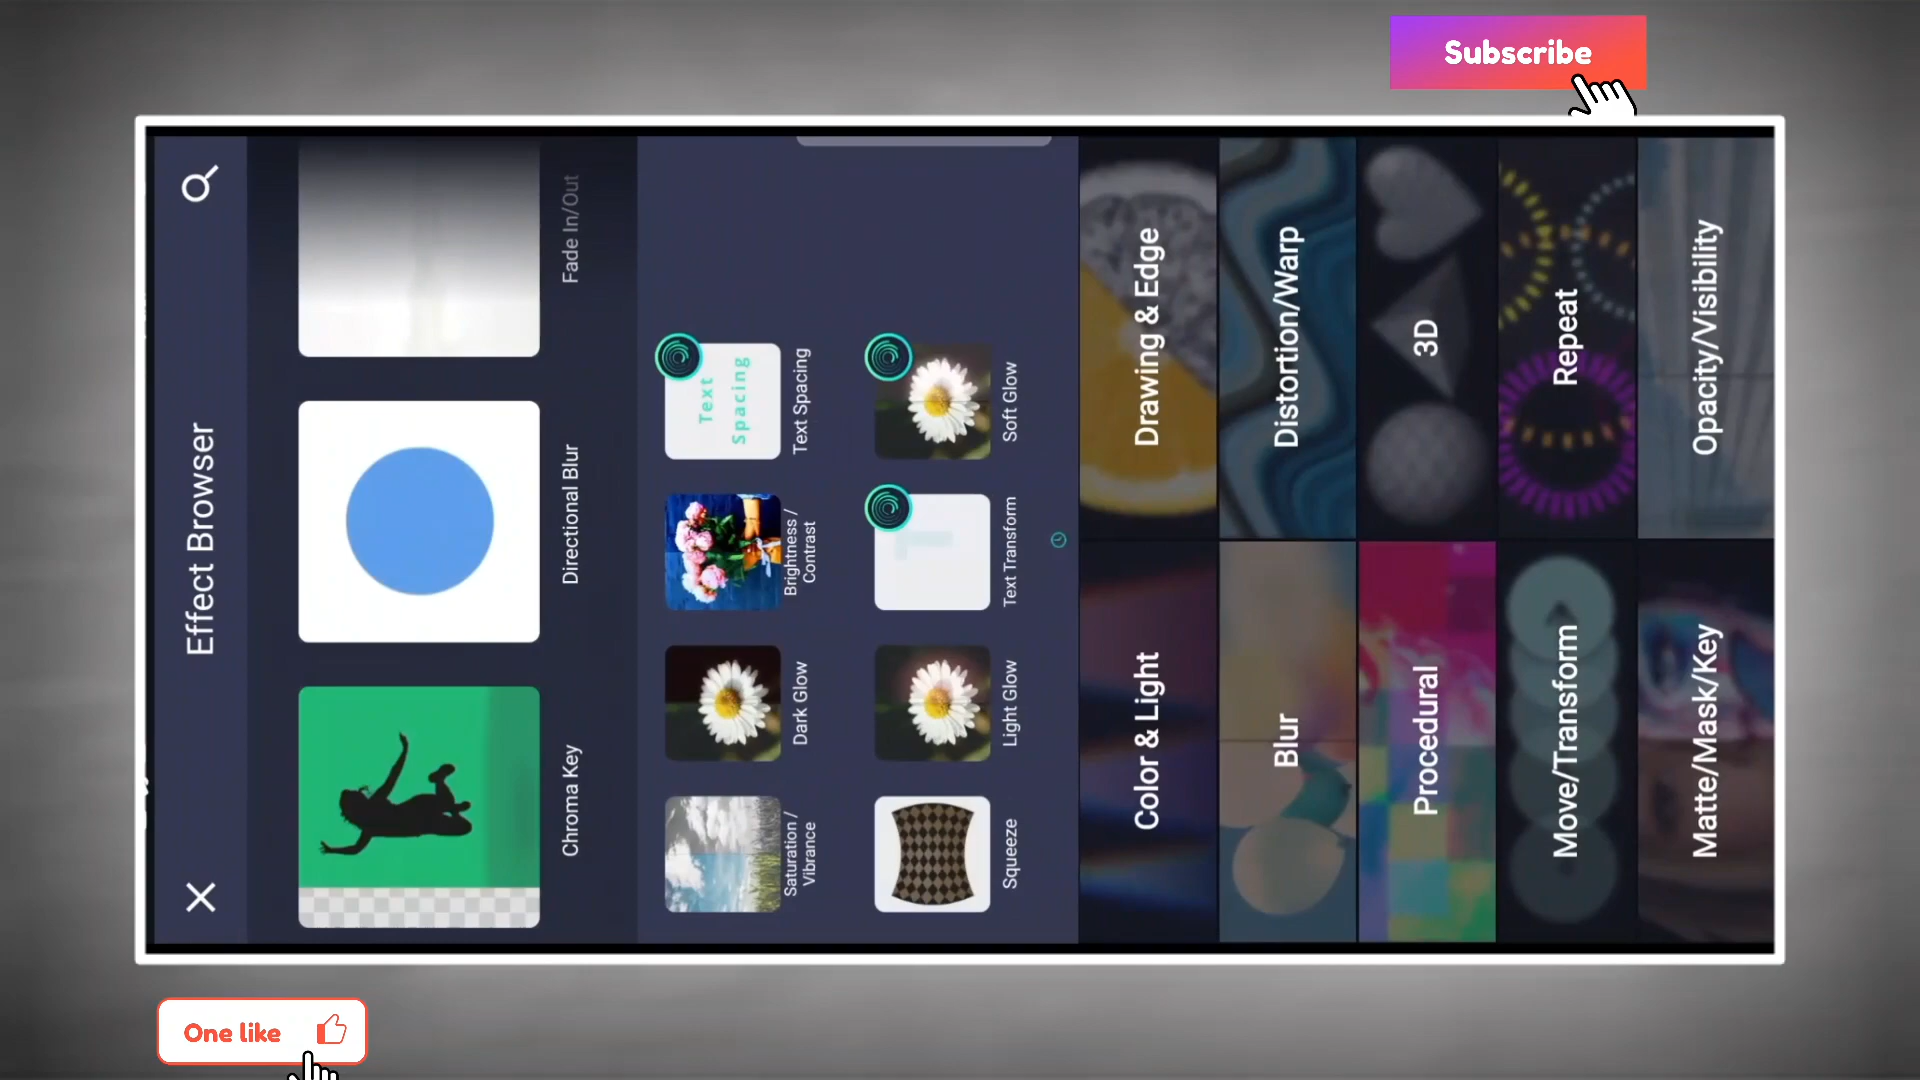 Subscribe
Effect Browser
Chroma Key
Directional Blur
Fade In/Out
Saturation /
Vibrance
Dark Glow
Brightness /
Contrast
Text
Spacing
Text Spacing
Squeeze
Light Glow
Text Transform
Soft Glow
Color & Light
Drawing & Edge
Blur
Distortion/Warp
Procedural
3D
Move/Transform
Repeat
Matte/Mask/Key
Opacity/Visibility
One like